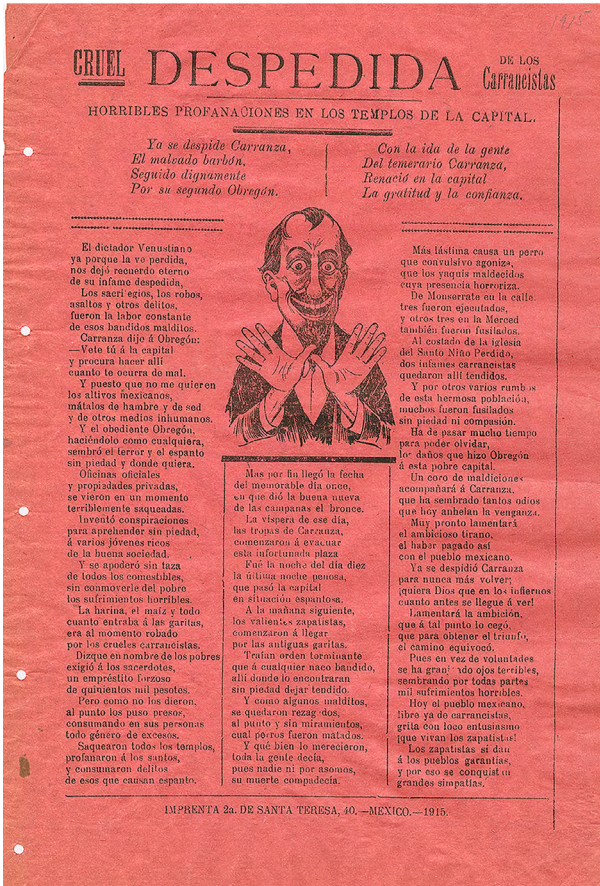 1915
CRUEL DESPEDIDA DE LOS Carrancistas
HORRIBLES PROFANACIONES EN LOS TEMPLOS DE LA CAPITAL.
Ya se despide Carranza,
El malvado barbón,
Seguido dignamente
Por su segundo Obregón.
Con la ida de la gente
Del temerario Carranza,
Renació en la capital
La gratitud y la confianza.
El dictador Venustiano
ya porque la vo perdida,
nos dejó recuerdo eterno
de su infame despedida,
Los sacrilegios, los robos,
asaltos y otros delitos,
fueron la labor constante
de esos bandidos malditos.
Carranza dijo á Obregón:
—Vete tú á la capital
y procura hacer allí
cuanto te ocurra de mal.
Y puesto que no me quieren
los altivos mexicanos,
mátalos de hambre y de sed
y de otros medios inhumanos.
Y el obediente Obregón,
haciéndolo como cualquiera,
sembró el terror y el espanto
sin piedad y donde quiera.
Oficinas oficiales
y propiedades privadas,
se vieron en un momento
terriblemente saqueadas.
Inventó conspiraciones
para aprehender sin piedad,
á varios jóvenes ricos
de la buena sociedad.
Y se apoderó sin taza
de todos los comestibles,
sin conmoverle del pobre
los sufrimientos horribles.
La harina, el maíz y todo
cuanto entraba á las garitas,
era al momento robado
por los crueles carrancistas.
Dizque en nombre de los pobres
exigió á los sacerdotes,
un empréstito forzoso
de quinientos mil pesotes.
Pero como no los dieron,
al punto los puso presos,
consumando en sus personas
todo género de excesos.
Saquearon todos los templos,
profanaron á los santos,
y consumaron delitos
de esos que causan espanto.
Mas por fin llegó la fecha
del memorable día once,
en que dió la buena nueva
de las campanas el bronce.
La víspera de ese día,
las tropas de Carranza,
comenzaron á evacuar
esta infortunada plaza
Fué la noche del día diez
la última noche penosa,
que pasó la capital
en situación espantosa.
A la mañana siguiente,
los valientes zapatistas,
comenzaron á llegar
por las antiguas garitas.
Traían orden terminante
que á cualquier naco bandido,
allí donde lo encontraran
sin piedad dejar tendido.
Y como algunos malditos,
se quedaron rezagados,
al punto y sin miramientos,
cual perros fueron matados.
Y qué bien lo merecieron,
toda la gente decía,
pues nadie ni por asomos,
su muerte compadecía.
Más lástima causa un perro
que convulsivo agoniza,
que los yaquis maldecidos
cuya presencia horroriza.
De Monserrate en la calle
tres fueron ejecutados,
y otros tres en la Merced
también fueron fusilados.
Al costado de la iglesia
del Santo Niño Perdido,
dos infames carrancistas
quedaron allí tendidos.
Y por otros varios rumbos
de esta hermosa población,
muchos fueron fusilados
sin piedad ni compasión.
Ha de pasar mucho tiempo
para poder olvidar,
los daños que hizo Obregón
á esta pobre capital.
Un coro de maldiciones
acompañará á Carranza,
que ha sembrado tantos odios
que hoy anhelan la venganza.
Muy pronto lamentará
el ambicioso tirano,
el haber pagado así
con el pueblo mexicano.
Ya se despidió Carranza
para nunca más volver;
¡quiera Dios que en los infiernos
cuanto antes se llegue á ver!
Lamentará la ambición,
que á tal punto lo cegó,
que para obtener el triunfo,
el camino equivocó.
Pues en vez de voluntades
se ha granjeado ojos terribles,
sembrando por todas partes
mil sufrimientos horribles.
Hoy el pueblo mexicano,
libre ya de carrancistas,
grita con loco entusiasmo
¡que vivan los zapatistas!
Los zapatistas sí dan
á los pueblos garantías,
y por eso se conquistan
grandes simpatías.
IMPRENTA 2a. DE SANTA TERESA, 40.—MEXICO.—1915.